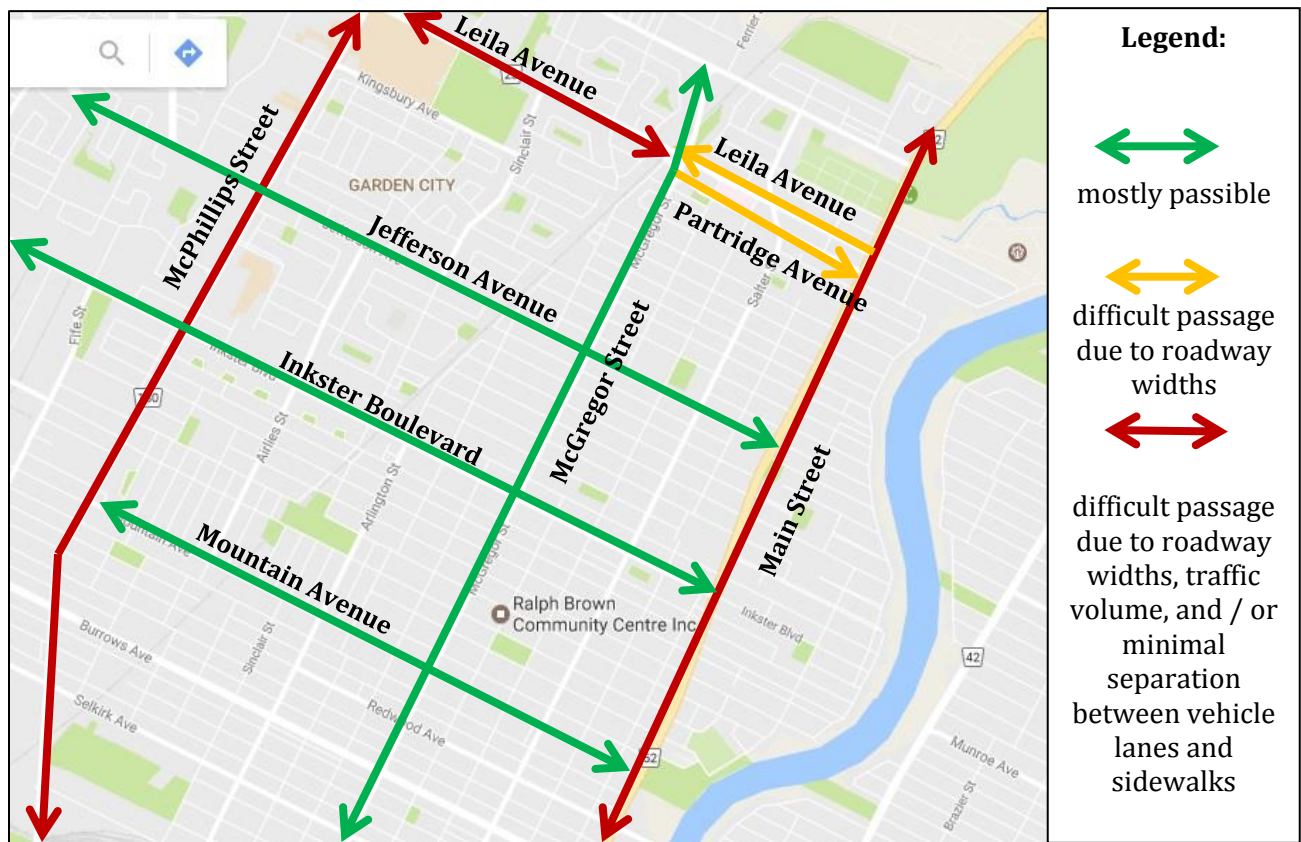 Leila Avenue
Ferrier
52
Kingsbury Ave
Sinclair St
McPhillips Street
GARDEN CITY
Leila Avenue
Partridge Avenue
McGregor St
Salter
Jefferson Avenue
McGregor Street
Fife St
Inkster Blvd
Inkster Boulevard
Airlies St
Arlington St
Main Street
Mountain Ave
Mountain Avenue
McGregor St
Ralph Brown
Community Centre Inc
Inkster Blvd
42
Burrows Ave
Sinclair St
Selkirk Ave
Redwood Ave
52
Munroe Ave
Brazier St
Legend:
mostly passible
difficult passage
due to roadway
widths
difficult passage
due to roadway
widths, traffic
volume, and / or
minimal
separation
between vehicle
lanes and
sidewalks